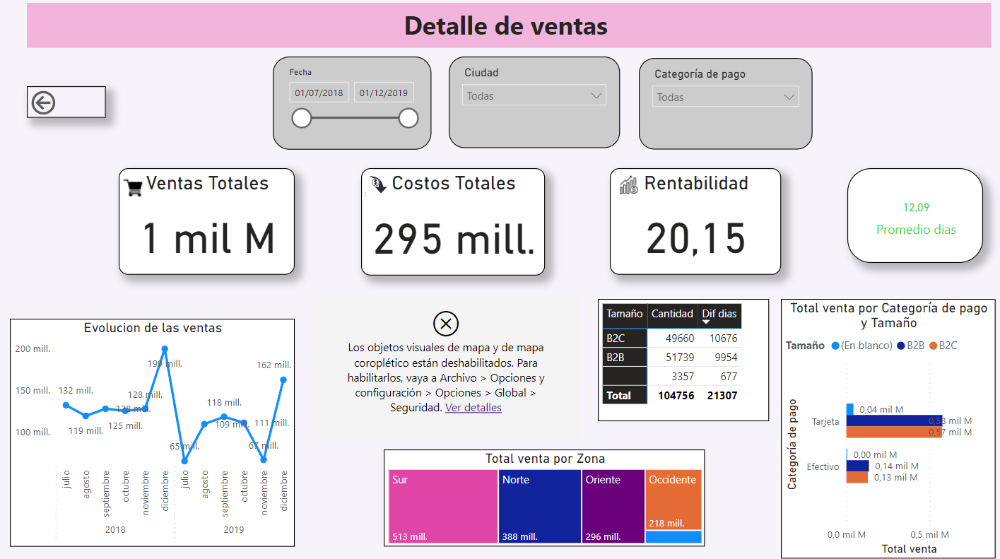 Detalle de ventas
Fecha
01/07/2018 01/12/2019
Ciudad
Todas
Categoría de pago
Todas
Ventas Totales
1 mil M
Costos Totales
295 mill.
Rentabilidad
20,15
12,09
Promedio dias
Evolucion de las ventas
200 mill.
150 mill.
100 mill.
132 mill.
119 mill.
128 mill.
125 mill.
128 mill.
199 mill.
65 mill.
118 mill.
109 mill.
111 mill.
67 mill.
162 mill.
julio
agosto
septiembre
octubre
noviembre
diciembre
julio
agosto
septiembre
octubre
noviembre
diciembre
2018 2019
Los objetos visuales de mapa y de mapa
coroplético están deshabilitados. Para
habilitarlos, vaya a Archivo > Opciones y
configuración > Opciones > Global >
Seguridad. Ver detalles
Tamaño Cantidad Dif dias
B2C 49660 10676
B2B 51739 9954
3357 677
Total 104756 21307
Total venta por Zona
Sur
513 mill.
Norte
388 mill.
Oriente
296 mill.
Occidente
218 mill.
Total venta por Categoría de pago
y Tamaño
Tamaño (En blanco) B2B B2C
Categoría de pago
Tarjeta
0,04 mil M
0,58 mil M
0,57 mil M
Efectivo
0,00 mil M
0,14 mil M
0,13 mil M
0,0 mil M 0,5 mil M
Total venta